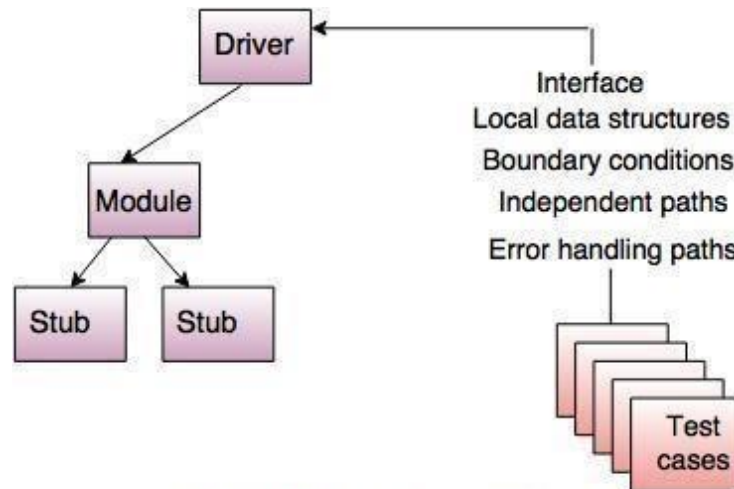 Driver
Interface
Local data structures
Boundary conditions
Module
Independent paths
Error handling paths
Stub
Stub
Test
cases